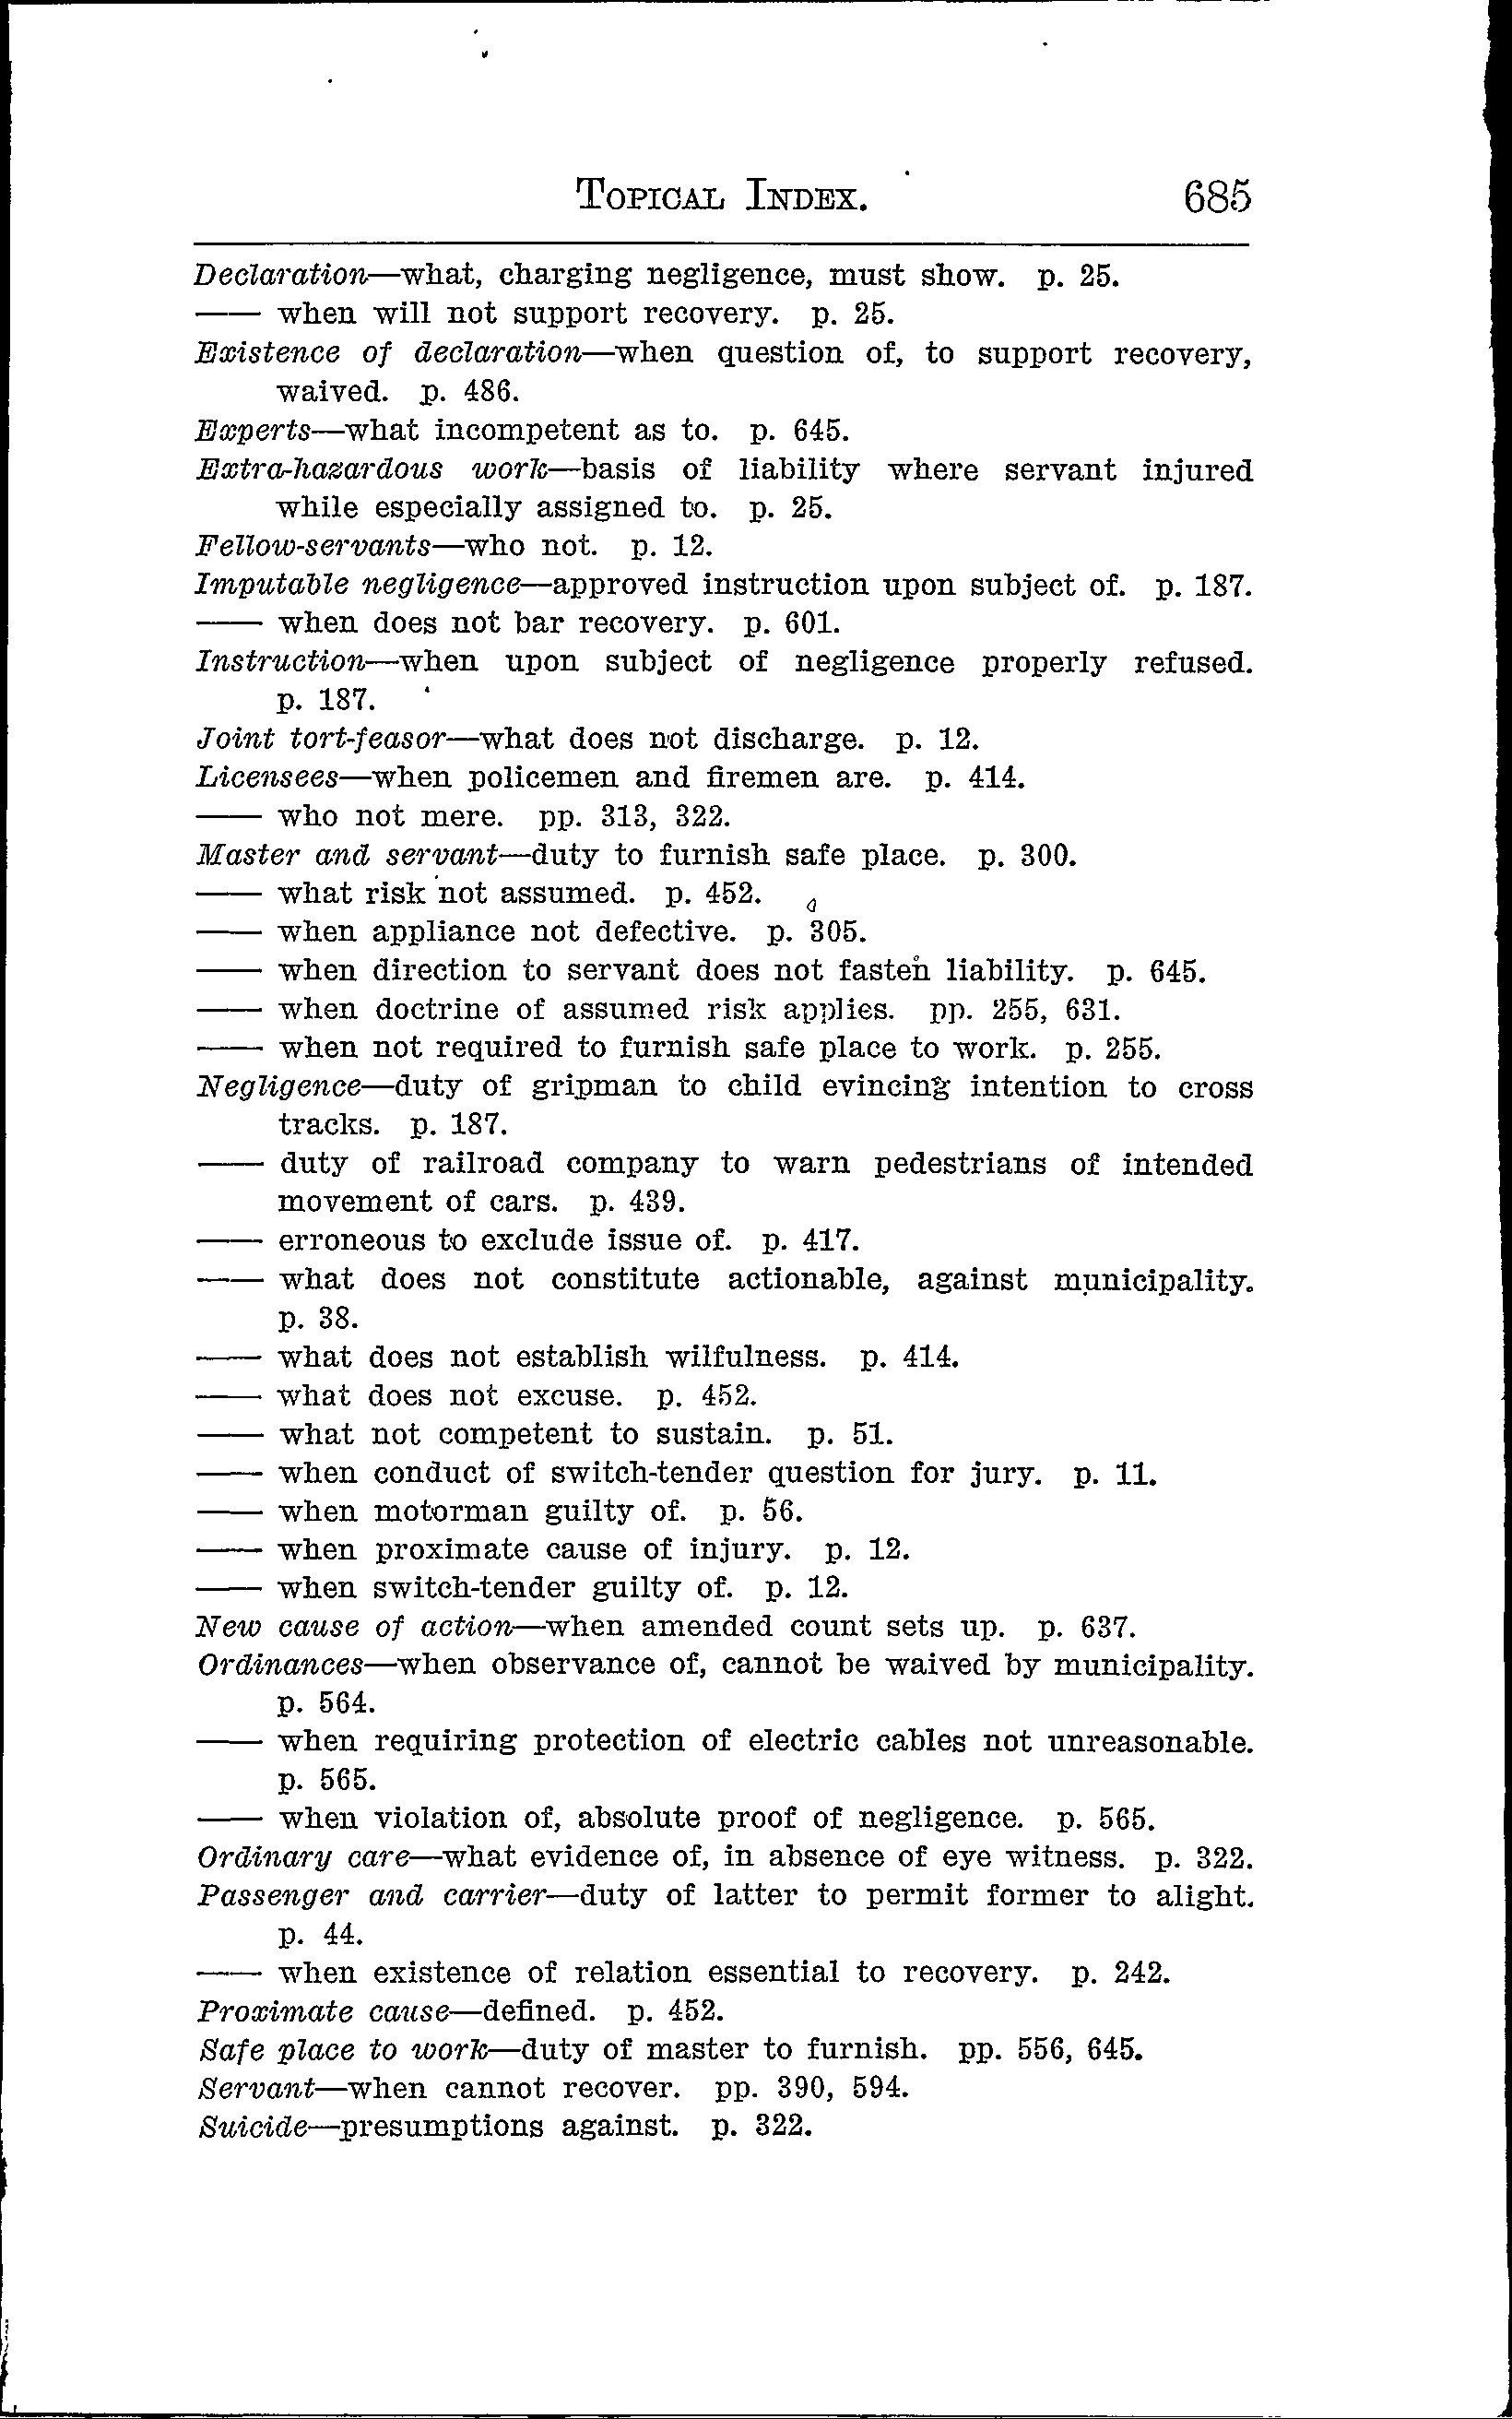 TOPICAL INDEX. 685
Declaration—what, charging negligence, must show. p. 25.
—— when will not support recovery. p. 25.
Existence of declaration—when question of, to support recovery,
waived. p. 486.
Experts—what incompetent as to. p. 645.
Extra-hazardous work—basis of liability where servant injured
while especially assigned to. p. 25.
Fellow-servants—who not. p. 12.
Imputable negligence—approved instruction upon subject of. p. 187.
—— when does not bar recovery. p. 601.
Instruction—when upon subject of negligence properly refused.
p. 187.
Joint tort-feasor—what does not discharge. p. 12.
Licensees—when policemen and firemen are. p. 414.
—— who not mere. pp. 313, 322.
Master and servant—duty to furnish safe place. p. 300.
—— what risk not assumed. p. 452.
—— when appliance not defective. p. 305.
—— when direction to servant does not fasten liability. p. 645.
—— when doctrine of assumed risk applies. pp. 255, 631.
—— when not required to furnish safe place to work. p. 255.
Negligence—duty of gripman to child evincing intention to cross
tracks. p. 187.
—— duty of railroad company to warn pedestrians of intended
movement of cars. p. 439.
—— erroneous to exclude issue of. p. 417.
—— what does not constitute actionable, against municipality.
p. 38.
—— what does not establish wilfulness. p. 414.
—— what does not excuse. p. 452.
—— what not competent to sustain. p. 51.
—— when conduct of switch-tender question for jury. p. 11.
—— when motorman guilty of. p. 56.
—— when proximate cause of injury. p. 12.
—— when switch-tender guilty of. p. 12.
New cause of action—when amended count sets up. p. 637.
Ordinances—when observance of, cannot be waived by municipality.
p. 564.
—— when requiring protection of electric cables not unreasonable.
p. 565.
—— when violation of, absolute proof of negligence. p. 565.
Ordinary care—what evidence of, in absence of eye witness. p. 322.
Passenger and carrier—duty of latter to permit former to alight.
p. 44.
—— when existence of relation essential to recovery. p. 242.
Proximate cause—defined. p. 452.
Safe place to work—duty of master to furnish. pp. 556, 645.
Servant—when cannot recover. pp. 390, 594.
Suicide—presumptions against. p. 322.